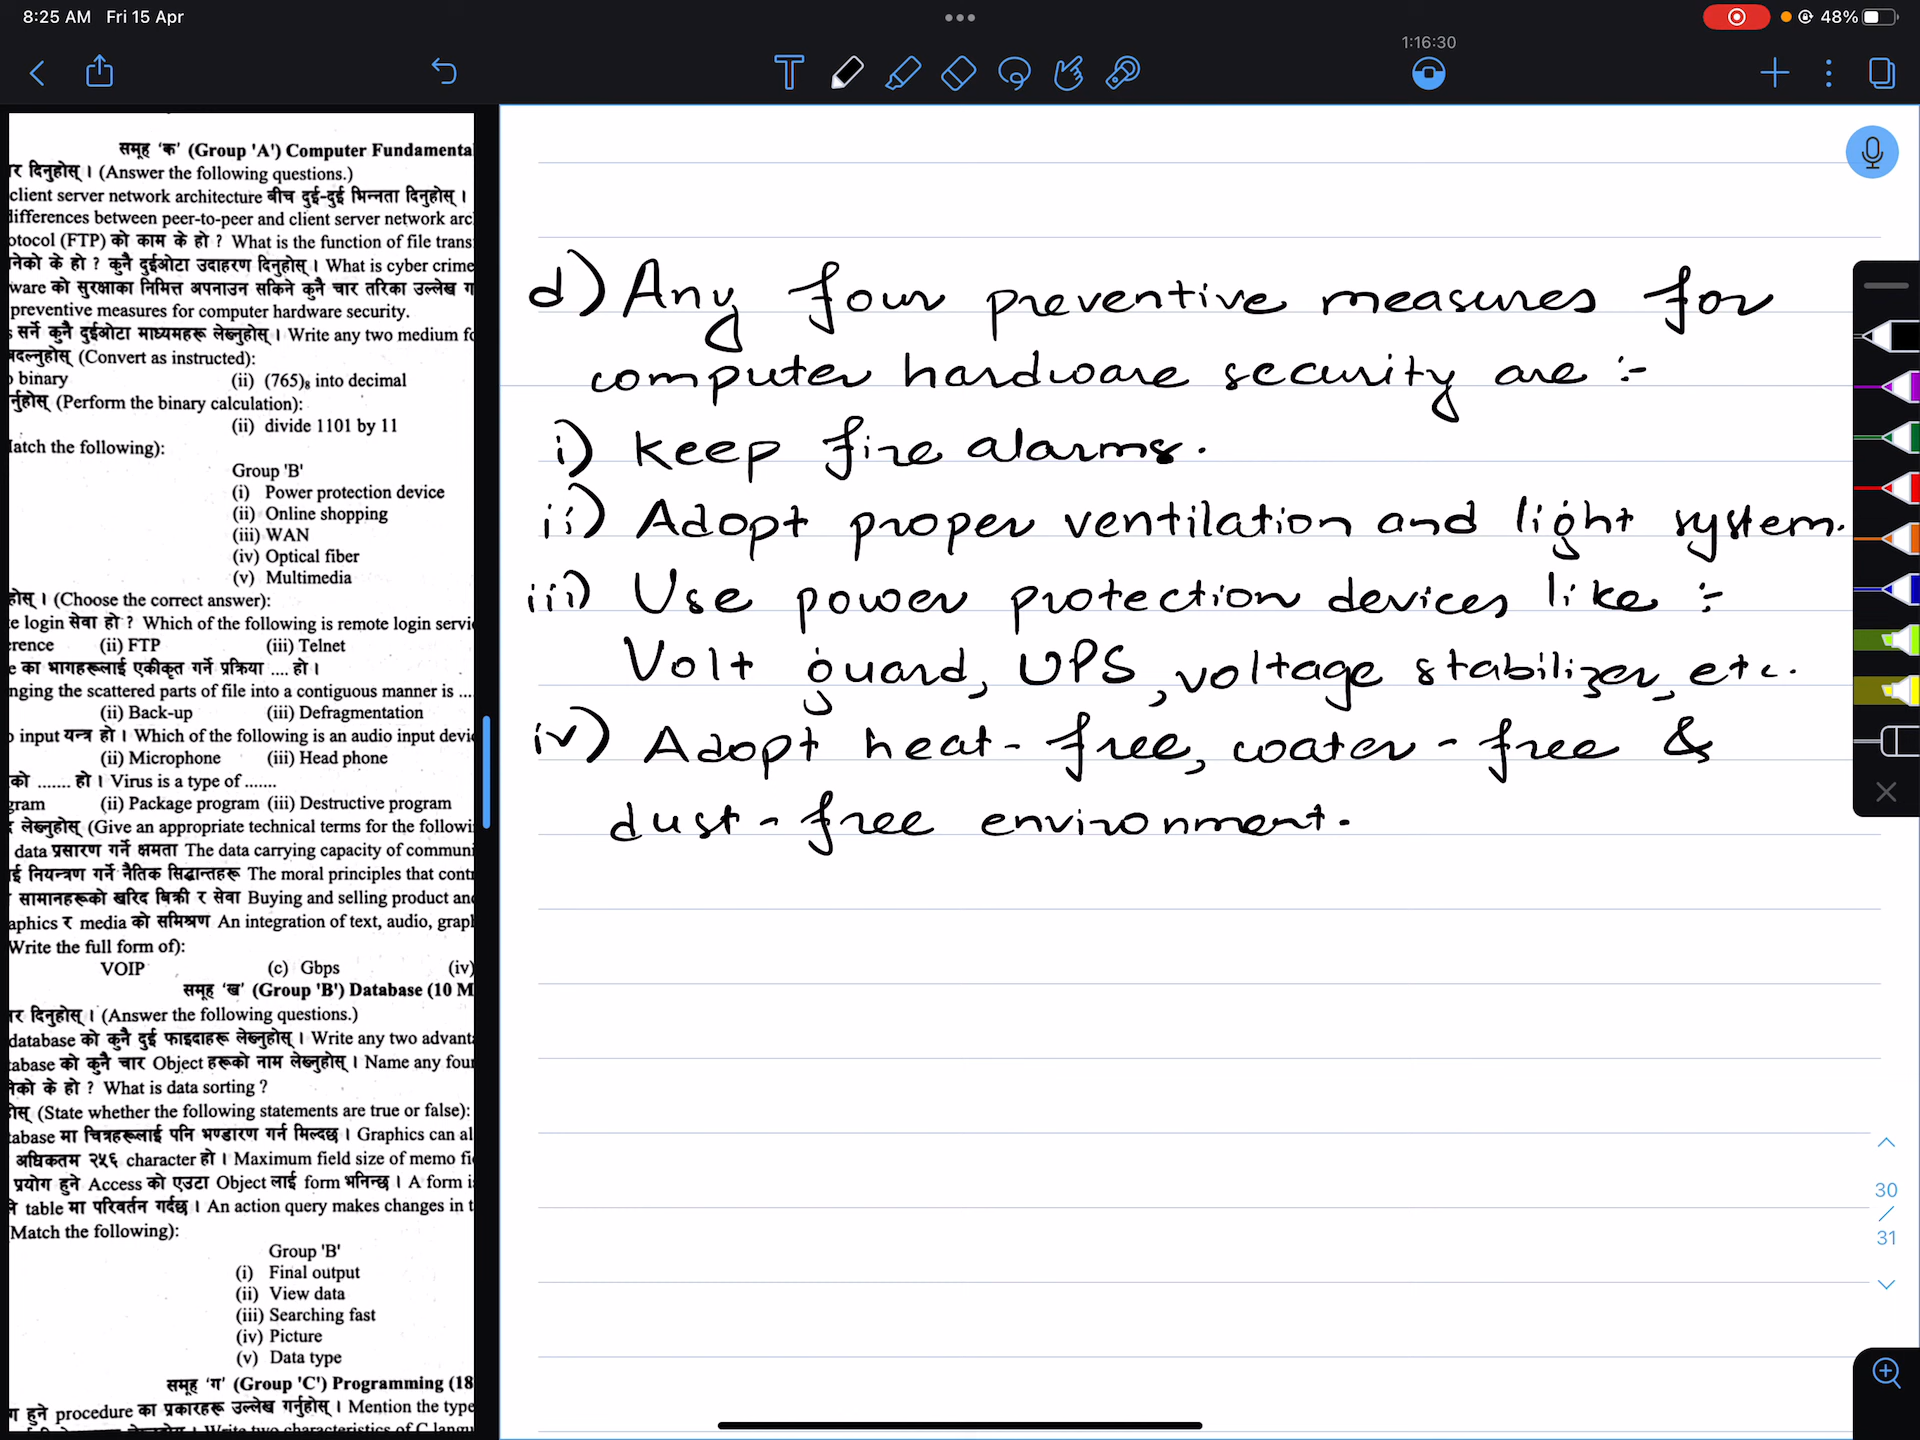 8:25 AM Fri 15 Apr
48%
1:16:30
समूह 'क' (Group 'A') Computer Fundamenta
र दिनुहोस् । (Answer the following questions.)
client server network architecture बीच दुई-दुई भिन्नता दिनुहोस् ।
differences between peer-to-peer and client server network arc
otocol (FTP) को काम के हो ? What is the function of file trans
नेको के हो ? कुनै दुईओटा उदाहरण दिनुहोस् । What is cyber crime
ware को सुरक्षाका निमित्त अपनाउन सकिने कुनै चार तरिका उल्लेख ग
preventive measures for computer hardware security.
सर्ने कुनै दुईओटा माध्यमहरू लेख्नुहोस् । Write any two medium fo
बदल्नुहोस् (Convert as instructed):
binary (ii) (765)₈ into decimal
र्नुहोस् (Perform the binary calculation):
(ii) divide 1101 by 11
Match the following):
Group 'B'
(i) Power protection device
(ii) Online shopping
(iii) WAN
(iv) Optical fiber
(v) Multimedia
होस् । (Choose the correct answer):
e login सेवा हो ? Which of the following is remote login servi
rence (ii) FTP (iii) Telnet
e का भागहरूलाई एकीकृत गर्ने प्रक्रिया .... हो ।
nging the scattered parts of file into a contiguous manner is ....
(ii) Back-up (iii) Defragmentation
o input यन्त्र हो । Which of the following is an audio input devi
(ii) Microphone (iii) Head phone
को ....... हो । Virus is a type of .......
gram (ii) Package program (iii) Destructive program
लेख्नुहोस् (Give an appropriate technical terms for the followi
data प्रसारण गर्ने क्षमता The data carrying capacity of communi
ई नियन्त्रण गर्ने नैतिक सिद्धान्तहरू The moral principles that cont
सामानहरूको खरिद बिक्री र सेवा Buying and selling product and
aphics र media को समिश्रण An integration of text, audio, grap
Write the full form of):
VOIP (c) Gbps (iv)
समूह 'ख' (Group 'B') Database (10 M
र दिनुहोस् । (Answer the following questions.)
database को कुनै दुई फाइदाहरू लेख्नुहोस् । Write any two advant
abase को कुनै चार Object हरूको नाम लेख्नुहोस् । Name any four
नेको के हो ? What is data sorting ?
होस् (State whether the following statements are true or false):
abase मा चित्रहरूलाई पनि भण्डारण गर्न मिल्दछ । Graphics can al
अधिकतम २५६ character हो । Maximum field size of memo fi
प्रयोग हुने Access को एउटा Object लाई form भनिन्छ । A form i
ले table मा परिवर्तन गर्दछ । An action query makes changes in t
Match the following):
Group 'B'
(i) Final output
(ii) View data
(iii) Searching fast
(iv) Picture
(v) Data type
समूह 'ग' (Group 'C') Programming (18
ग हुने procedure का प्रकारहरू उल्लेख गर्नुहोस् । Mention the type
Write two characteristics of C langu
d) Any four preventive measures for
computer hardware security are :-
i) Keep fire alarms.
ii) Adopt proper ventilation and light system.
iii) Use power protection devices like :-
Volt guard, UPS, voltage stabilizer, etc.
iv) Adopt heat-free, water-free &
dust-free environment.
30
/
31